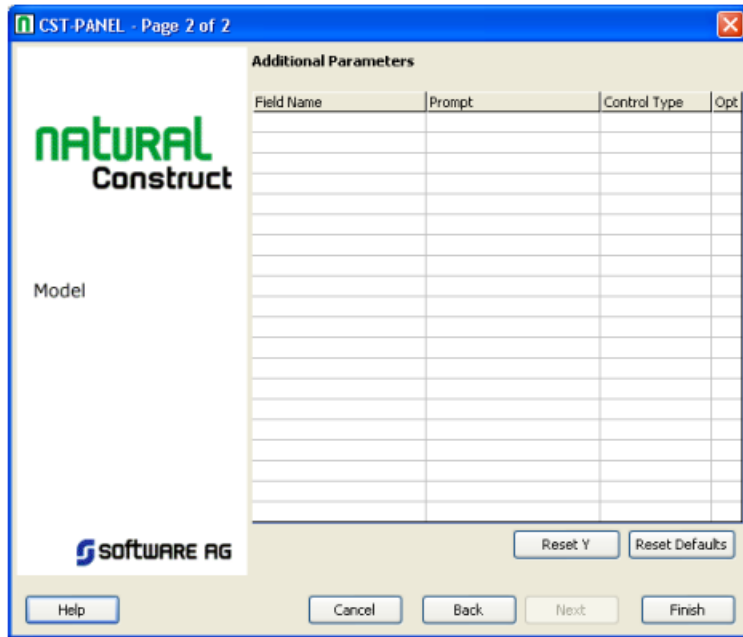 CST-PANEL - Page 2 of 2
Additional Parameters
Field Name Prompt Control Type Opt
natural
Construct
Model
software AG
Reset Y Reset Defaults
Help Cancel Back Next Finish